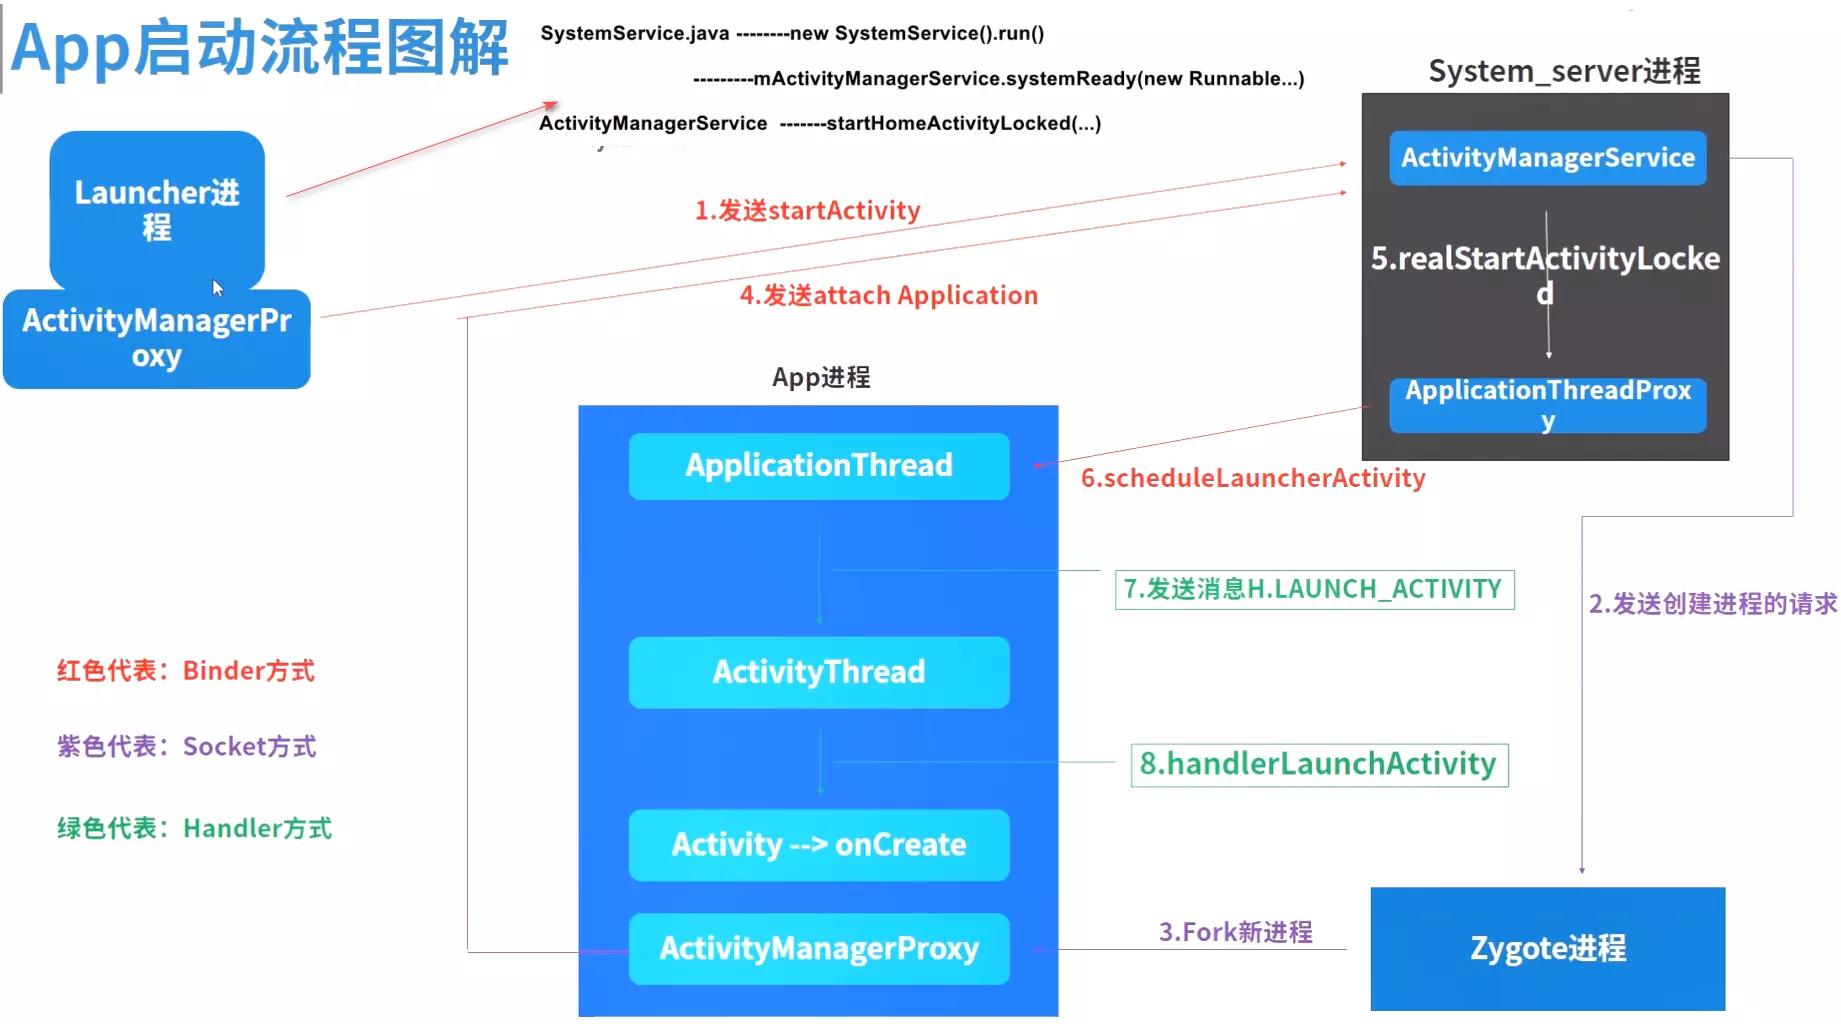 App启动流程图解
SystemService.java --------new SystemService().run()
---------mActivityManagerService.systemReady(new Runnable...)
ActivityManagerService -------startHomeActivityLocked(...)
System_server进程
Launcher进
程
ActivityManagerPr
oxy
ActivityManagerService
1.发送startActivity
5.realStartActivityLocke
d
4.发送attach Application
ApplicationThreadProx
y
App进程
ApplicationThread
6.scheduleLauncherActivity
7.发送消息H.LAUNCH_ACTIVITY
2.发送创建进程的请求
ActivityThread
红色代表：Binder方式
紫色代表：Socket方式
绿色代表：Handler方式
8.handlerLaunchActivity
Activity --> onCreate
ActivityManagerProxy
3.Fork新进程
Zygote进程